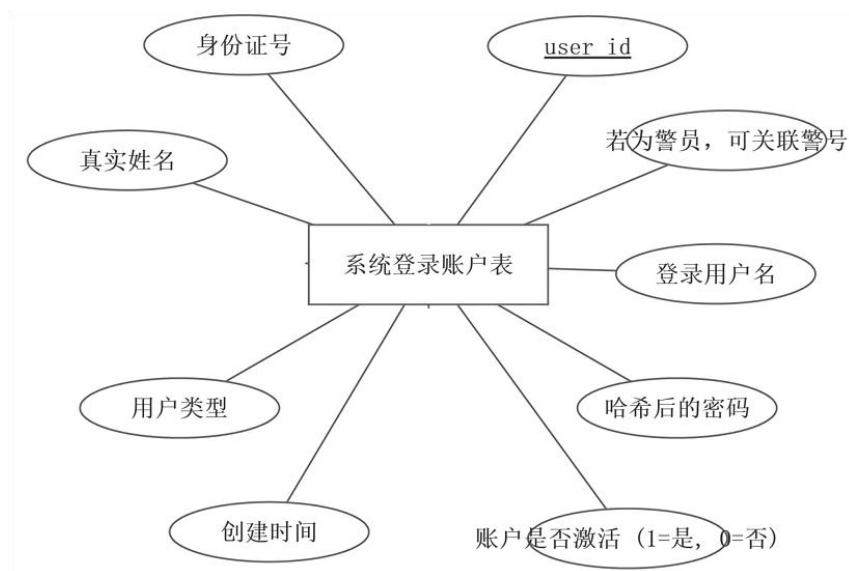 身份证号
user id
若为警员，可关联警号
真实姓名
系统登录账户表
登录用户名
用户类型
哈希后的密码
创建时间
账户是否激活 (1=是, 0=否)